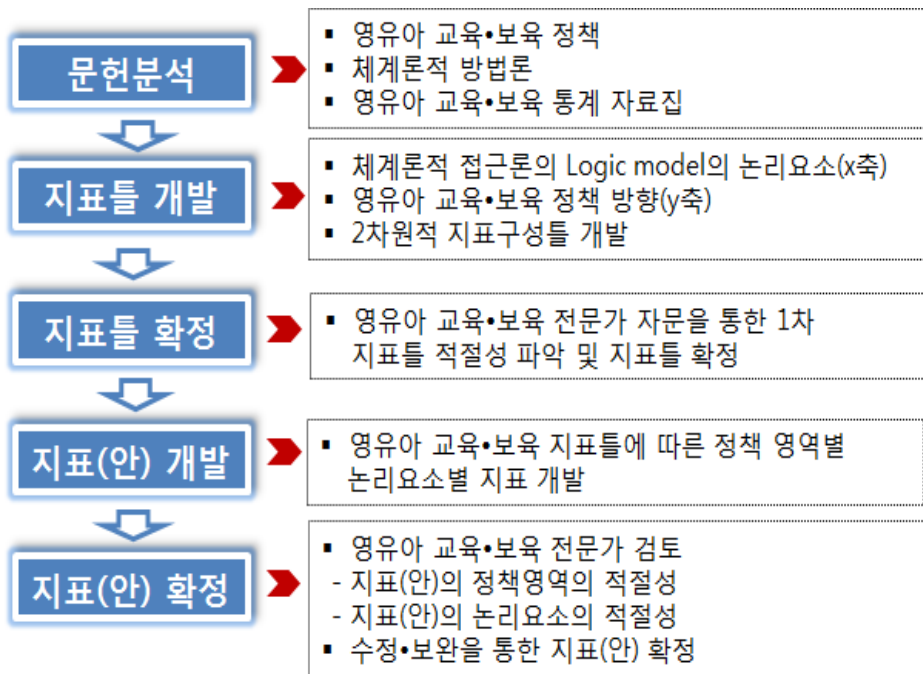 문헌분석
▪ 영유아 교육•보육 정책
▪ 체계론적 방법론
▪ 영유아 교육•보육 통계 자료집
지표틀 개발
▪ 체계론적 접근론의 Logic model의 논리요소(x축)
▪ 영유아 교육•보육 정책 방향(y축)
▪ 2차원적 지표구성틀 개발
지표틀 확정
▪ 영유아 교육•보육 전문가 자문을 통한 1차
지표틀 적절성 파악 및 지표틀 확정
지표(안) 개발
▪ 영유아 교육•보육 지표틀에 따른 정책 영역별
논리요소별 지표 개발
지표(안) 확정
▪ 영유아 교육•보육 전문가 검토
- 지표(안)의 정책영역의 적절성
- 지표(안)의 논리요소의 적절성
▪ 수정•보완을 통한 지표(안) 확정